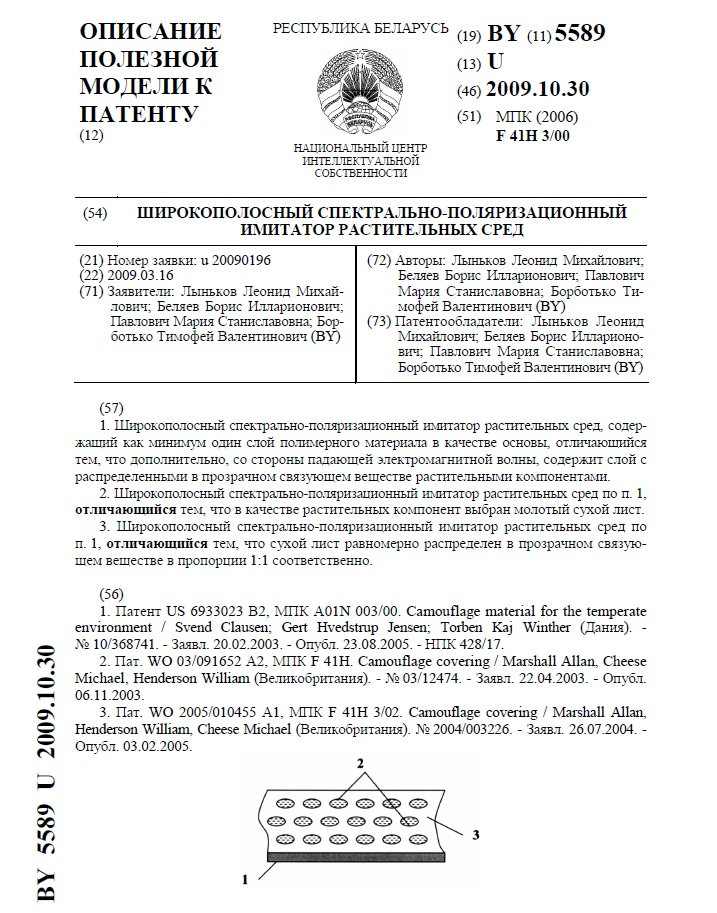 ОПИСАНИЕ
ПОЛЕЗНОЙ
МОДЕЛИ К
ПАТЕНТУ
(12)
РЕСПУБЛИКА БЕЛАРУСЬ
НАЦИОНАЛЬНЫЙ ЦЕНТР
ИНТЕЛЛЕКТУАЛЬНОЙ
СОБСТВЕННОСТИ
(19) BY (11) 5589
(13) U
(46) 2009.10.30
(51) МПК (2006)
F 41H 3/00
(54) ШИРОКОПОЛОСНЫЙ СПЕКТРАЛЬНО-ПОЛЯРИЗАЦИОННЫЙ
ИМИТАТОР РАСТИТЕЛЬНЫХ СРЕД
(21) Номер заявки: u 20090196
(22) 2009.03.16
(71) Заявители: Лыньков Леонид Михай-
лович; Беляев Борис Илларионович;
Павлович Мария Станиславовна; Бор-
ботько Тимофей Валентинович (BY)
(72) Авторы: Лыньков Леонид Михайлович;
Беляев Борис Илларионович; Павлович
Мария Станиславовна; Борботько Ти-
мофей Валентинович (BY)
(73) Патентообладатели: Лыньков Леонид
Михайлович; Беляев Борис Илларионо-
вич; Павлович Мария Станиславовна;
Борботько Тимофей Валентинович (BY)
(57)
1. Широкополосный спектрально-поляризационный имитатор растительных сред, содер-
жащий как минимум один слой полимерного материала в качестве основы, отличающийся
тем, что дополнительно, со стороны падающей электромагнитной волны, содержит слой с
распределенными в прозрачном связующем веществе растительными компонентами.
2. Широкополосный спектрально-поляризационный имитатор растительных сред по п. 1,
отличающийся тем, что в качестве растительных компонент выбран молотый сухой лист.
3. Широкополосный спектрально-поляризационный имитатор растительных сред по
п. 1, отличающийся тем, что сухой лист равномерно распределен в прозрачном связую-
щем веществе в пропорции 1:1 соответственно.
(56)
1. Патент US 6933023 B2, МПК A01N 003/00. Camouflage material for the temperate
environment / Svend Clausen; Gert Hvedstrup Jensen; Torben Kaj Winther (Дания). -
№ 10/368741. - Заявл. 20.02.2003. - Опубл. 23.08.2005. - НПК 428/17.
2. Пат. WO 03/091652 A2, МПК F 41H. Camouflage covering / Marshall Allan, Cheese
Michael, Henderson William (Великобритания). - № 03/12474. - Заявл. 22.04.2003. - Опубл.
06.11.2003.
3. Пат. WO 2005/010455 A1, МПК F 41H 3/02. Camouflage covering / Marshall Allan,
Henderson William, Cheese Michael (Великобритания). № 2004/003226. - Заявл. 26.07.2004. -
Опубл. 03.02.2005.
2
3
1
BY 5589 U 2009.10.30